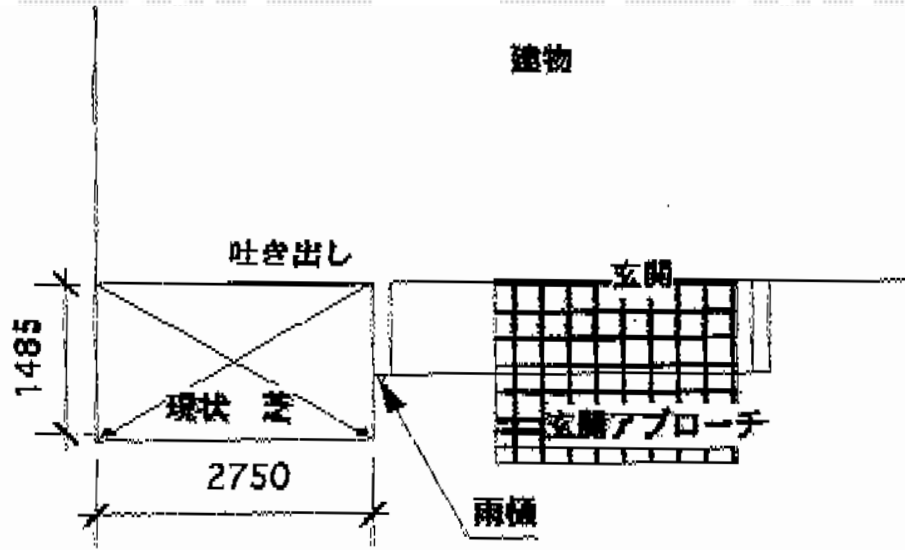 建物
吐き出し
玄関
1485
現状 芝
玄関アプローチ
2750
雨樋